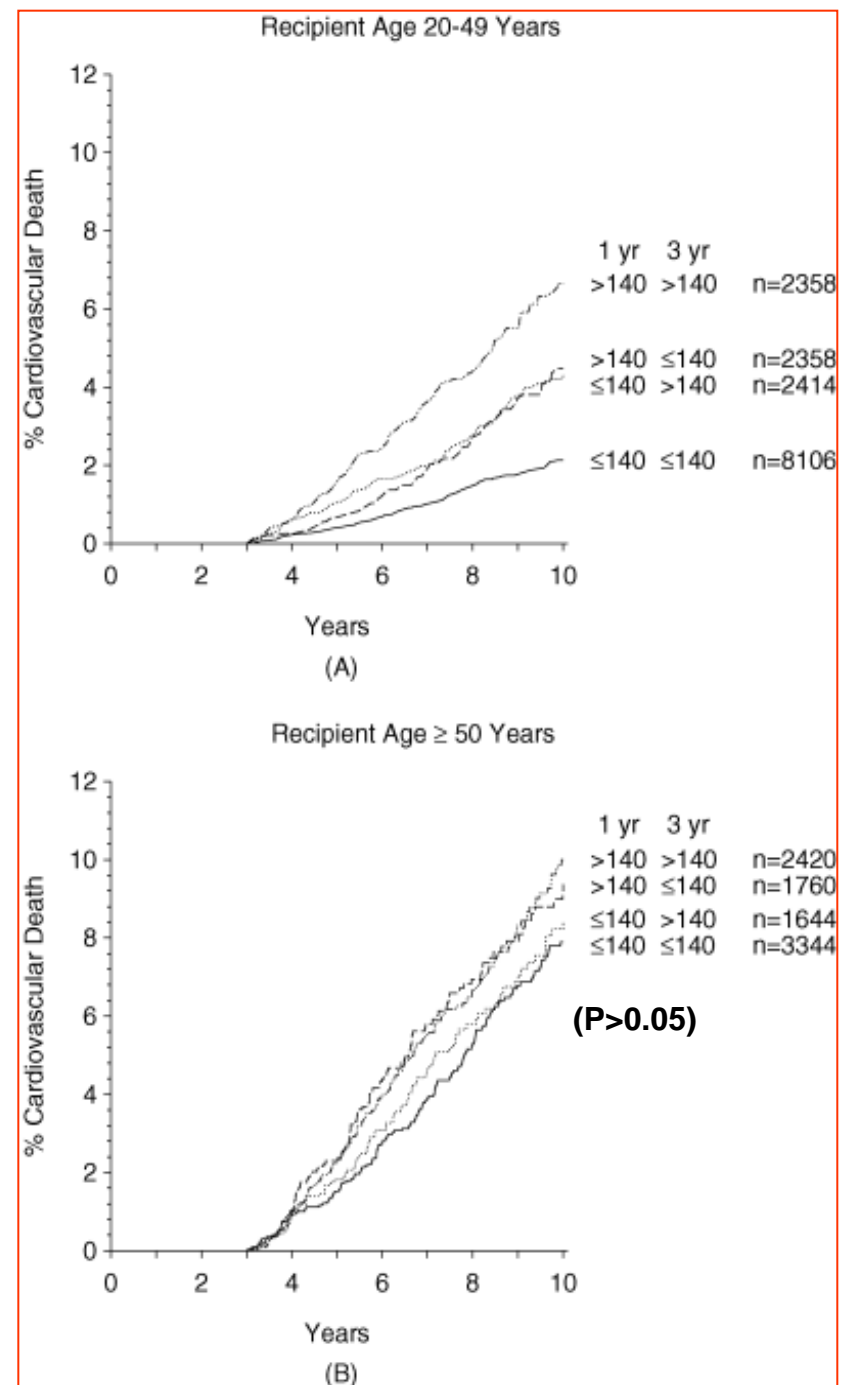 Recipient Age 20-49 Years
12
10
8
6
4
2
0
% Cardiovascular Death
1 yr 3 yr
>140 >140 n=2358
>140 ≤140 n=2358
≤140 >140 n=2414
≤140 ≤140 n=8106
0 2 4 6 8 10
Years
(A)
Recipient Age ≥ 50 Years
12
10
8
6
4
2
0
% Cardiovascular Death
1 yr 3 yr
>140 >140 n=2420
>140 ≤140 n=1760
≤140 >140 n=1644
≤140 ≤140 n=3344
(P>0.05)
0 2 4 6 8 10
Years
(B)